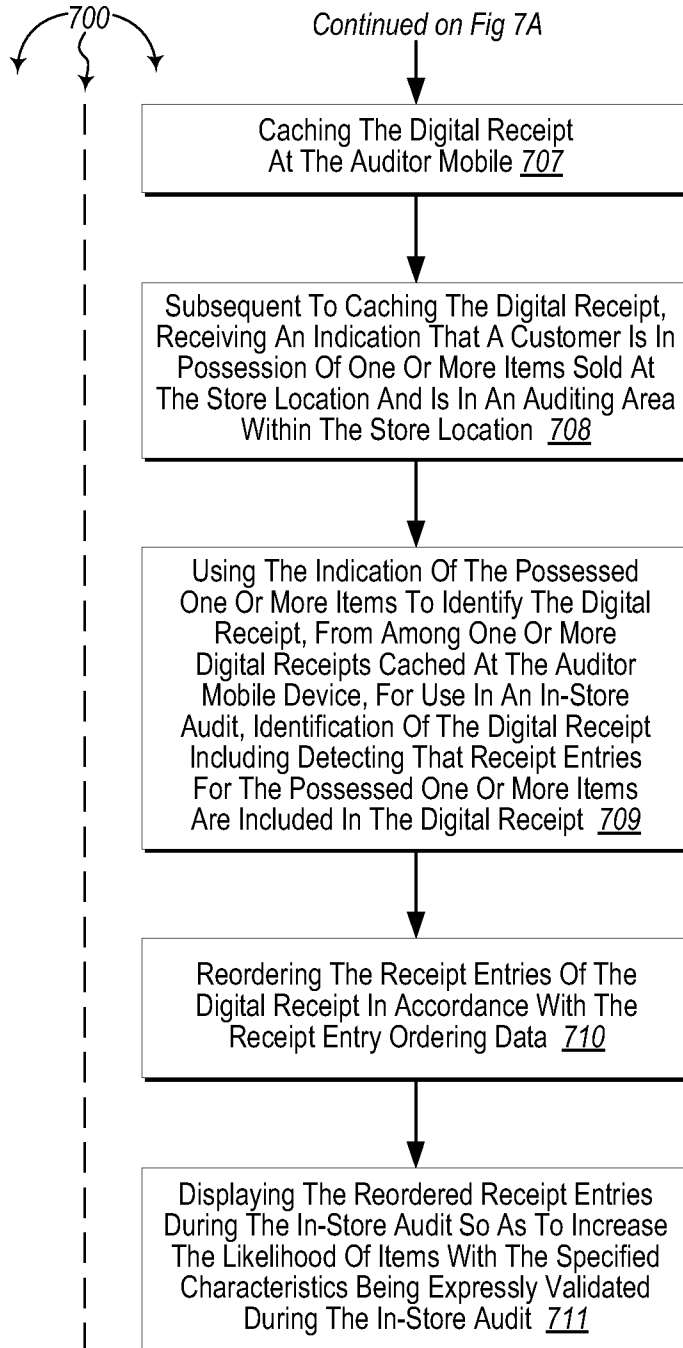 700
Continued on Fig 7A
Caching The Digital Receipt
At The Auditor Mobile 707
Subsequent To Caching The Digital Receipt,
Receiving An Indication That A Customer Is In
Possession Of One Or More Items Sold At
The Store Location And Is In An Auditing Area
Within The Store Location 708
Using The Indication Of The Possessed
One Or More Items To Identify The Digital
Receipt, From Among One Or More
Digital Receipts Cached At The Auditor
Mobile Device, For Use In An In-Store
Audit, Identification Of The Digital Receipt
Including Detecting That Receipt Entries
For The Possessed One Or More Items
Are Included In The Digital Receipt 709
Reordering The Receipt Entries Of The
Digital Receipt In Accordance With The
Receipt Entry Ordering Data 710
Displaying The Reordered Receipt Entries
During The In-Store Audit So As To Increase
The Likelihood Of Items With The Specified
Characteristics Being Expressly Validated
During The In-Store Audit 711